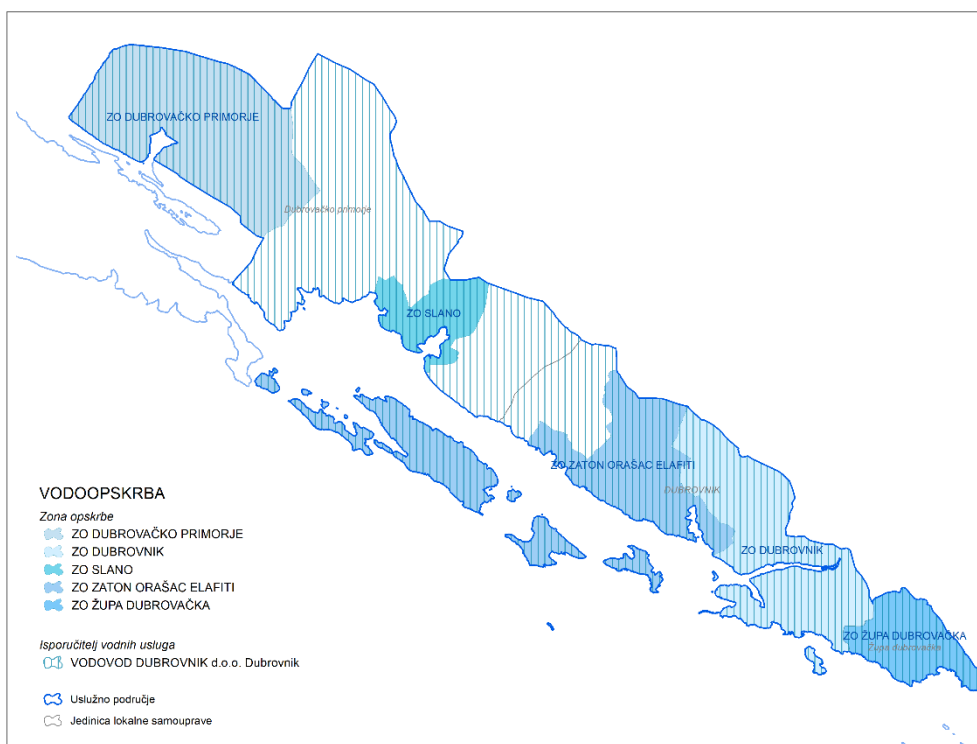 ZO DUBROVAČKO PRIMORJE
Dubrovačko primorje
ZO SLANO
ZO ZATON ORAŠAC ELAFITI
DUBROVNIK
ZO DUBROVNIK
ZO ŽUPA DUBROVAČKA
Župa dubrovačka
VODOOPSKRBA
Zona opskrbe
ZO DUBROVAČKO PRIMORJE
ZO DUBROVNIK
ZO SLANO
ZO ZATON ORAŠAC ELAFITI
ZO ŽUPA DUBROVAČKA
Isporučitelj vodnih usluga
VODOVOD DUBROVNIK d.o.o. Dubrovnik
Uslužno područje
Jedinica lokalne samouprave